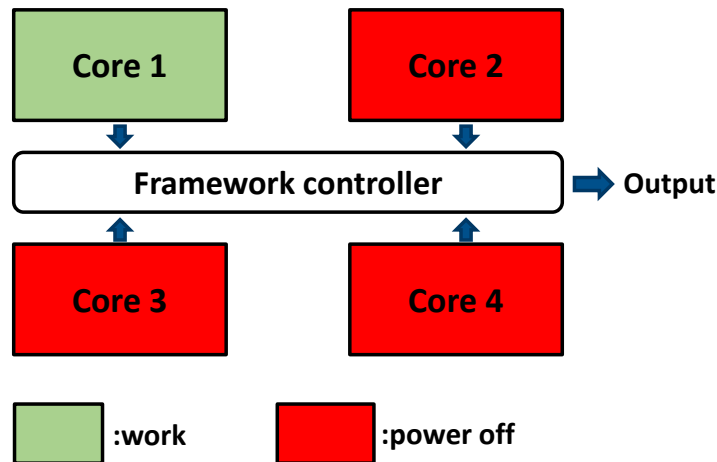 Core 1
Core 2
Framework controller
Output
Core 3
Core 4
:work
:power off